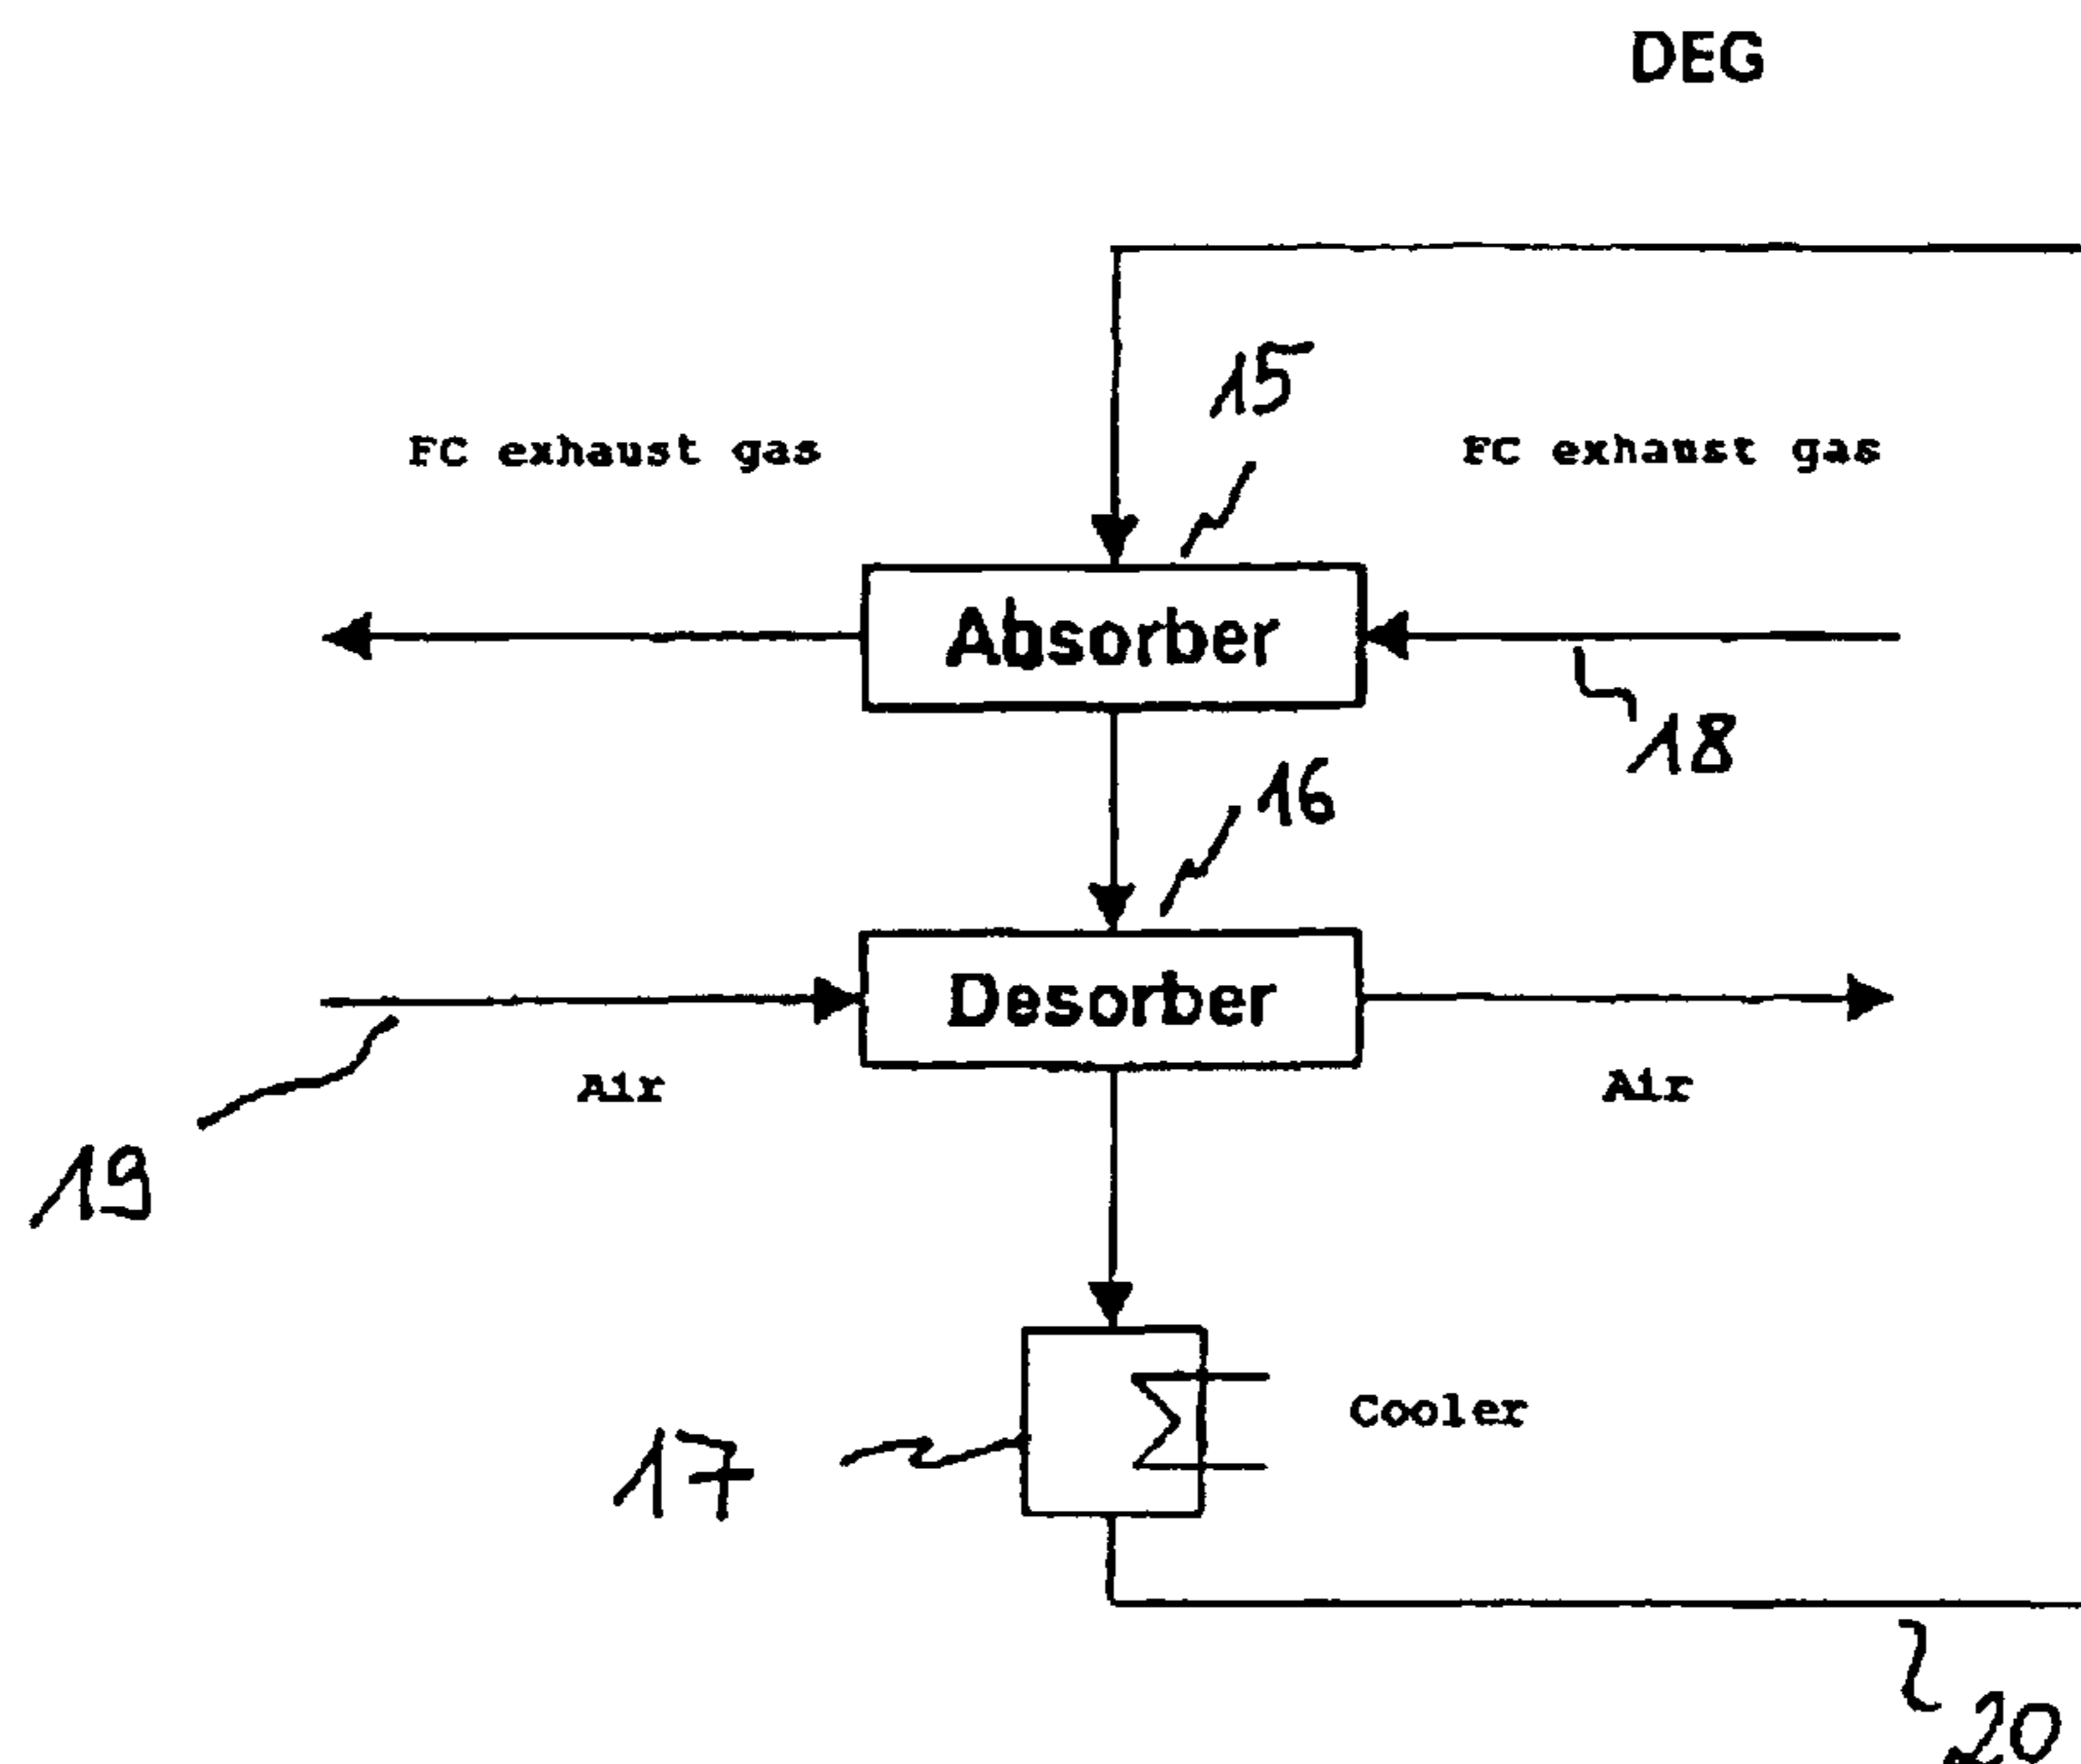 DEG
15
FC exhaust gas FC exhaust gas
Absorber
18
16
Desorber
Air Air
19
Cooler
17
20